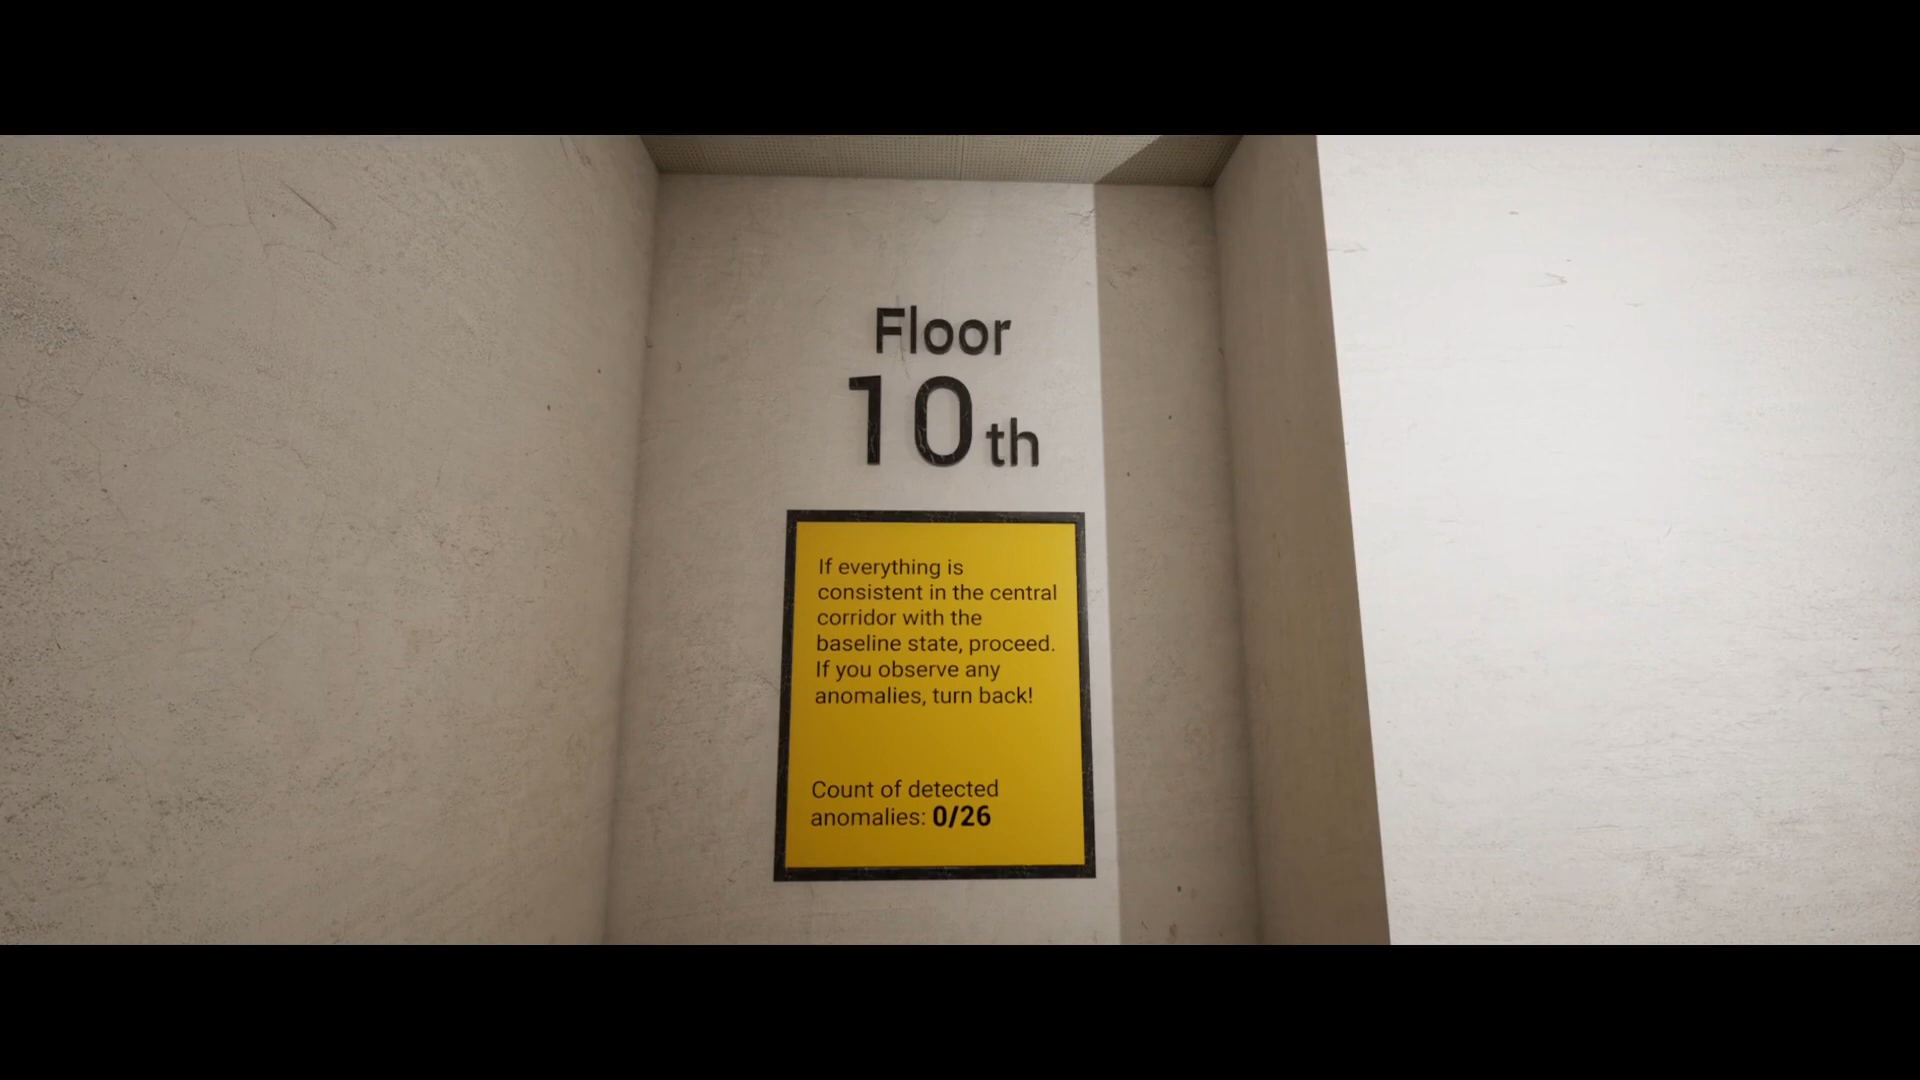 Floor
10th
If everything is
consistent in the central
corridor with the
baseline state, proceed.
If you observe any
anomalies, turn back!
Count of detected
anomalies: 0/26